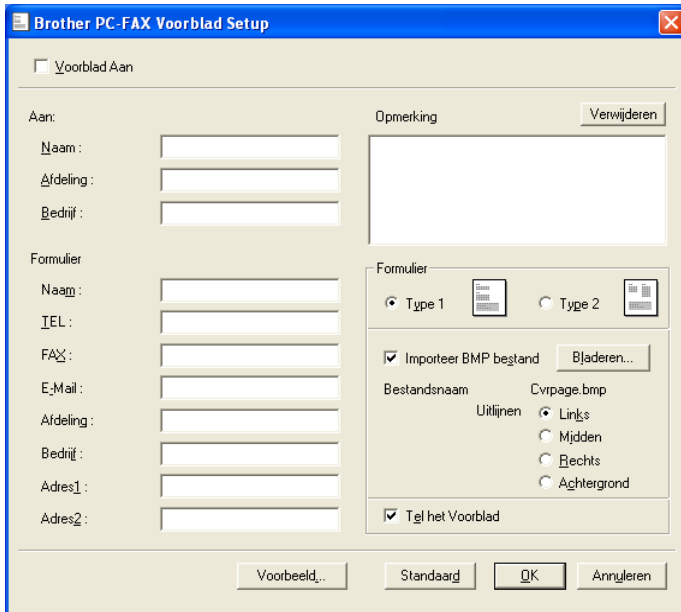 Brother PC-FAX Voorblad Setup
Voorblad Aan
Aan:
Naam :
Afdeling :
Bedrijf :
Opmerking
Verwijderen
Formulier
Naam :
TEL :
FAX :
E-Mail :
Afdeling :
Bedrijf :
Adres1 :
Adres2 :
Formulier
Type 1
Type 2
Importeer BMP bestand
Bladeren...
Bestandsnaam
Cvrpage.bmp
Uitlijnen
Links
Midden
Rechts
Achtergrond
Tel het Voorblad
Voorbeeld...
Standaard
OK
Annuleren